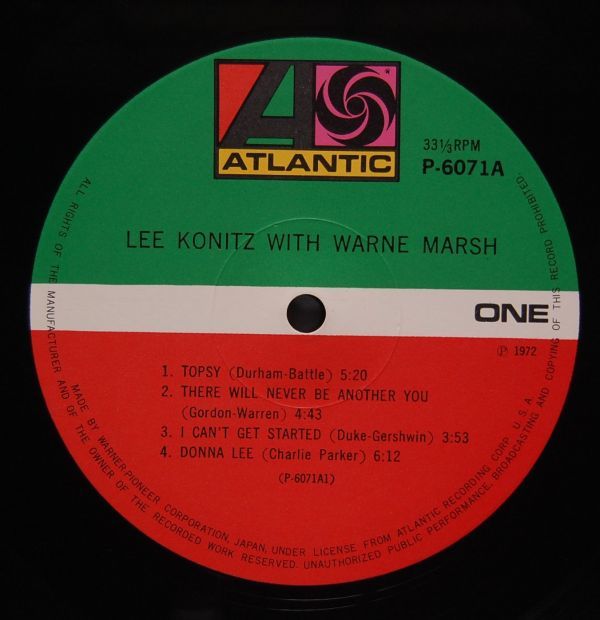 ATLANTIC
33⅓RPM
P-6071A
LEE KONITZ WITH WARNE MARSH
ONE
Ⓟ 1972
1. TOPSY (Durham-Battle) 5:20
2. THERE WILL NEVER BE ANOTHER YOU
(Gordon-Warren) 4:43
3. I CAN'T GET STARTED (Duke-Gershwin) 3:53
4. DONNA LEE (Charlie Parker) 6:12
(P-6071A1)
MADE BY WARNER-PIONEER CORPORATION, JAPAN, UNDER LICENSE FROM ATLANTIC RECORDING CORP. U.S.A.
ALL RIGHTS OF THE MANUFACTURER AND OF THE OWNER OF THE RECORDED WORK RESERVED. UNAUTHORIZED PUBLIC PERFORMANCE, BROADCASTING AND COPYING OF THIS RECORD PROHIBITED.